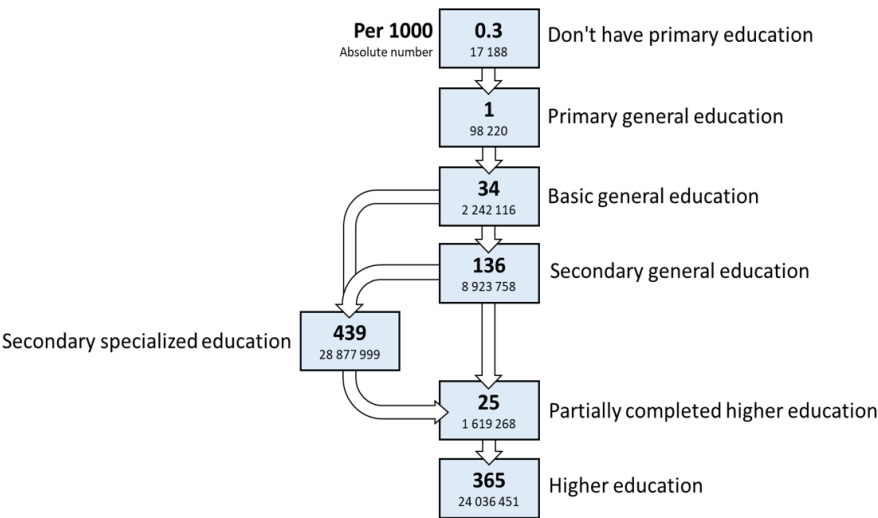 Per 1000
Absolute number
0.3
17 188
Don't have primary education
1
98 220
Primary general education
34
2 242 116
Basic general education
136
8 923 758
Secondary general education
Secondary specialized education
439
28 877 999
25
1 619 268
Partially completed higher education
365
24 036 451
Higher education